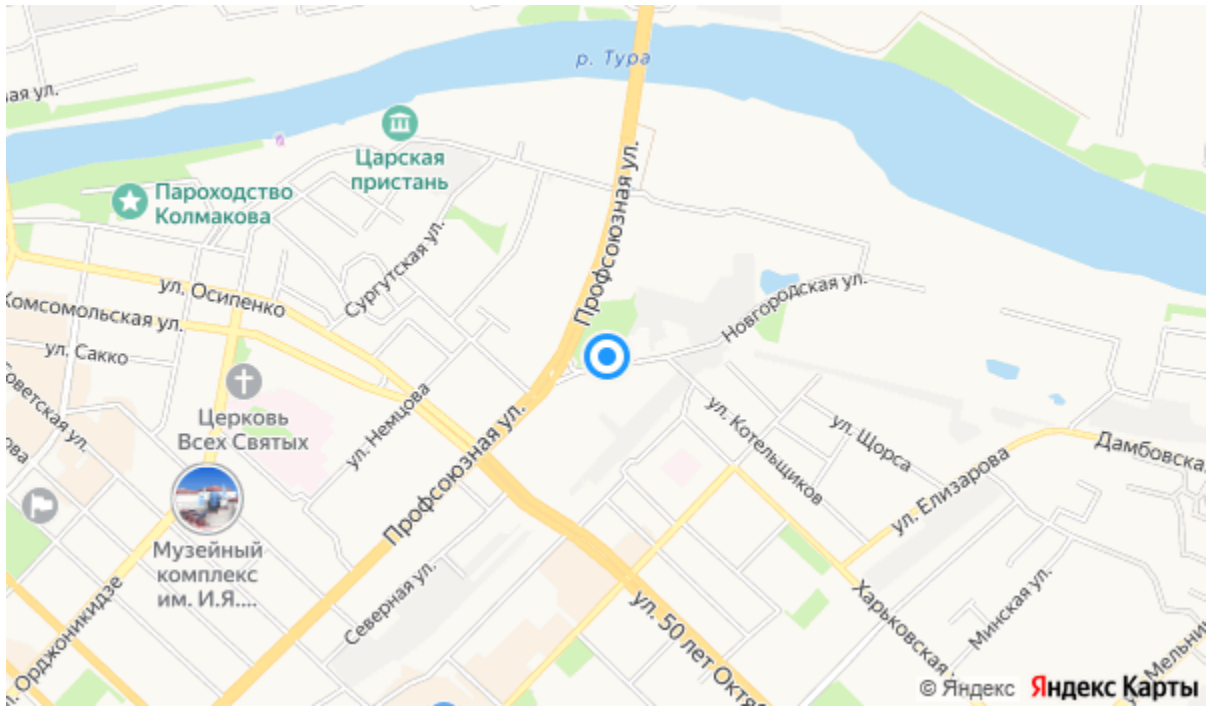 р. Тура
ая ул.
Царская
пристань
Пароходство
Колмакова
Профсоюзная ул.
Сургутская ул.
ул. Осипенко
Комсомольская ул.
Новгородская ул.
ул. Сакко
Советская ул.
Церковь
Всех Святых
ул. Немцова
Профсоюзная ул.
ул. Котельщиков
ул. Щорса
ул. Елизарова
Дамбовска
ова
Музейный
комплекс
им. И.Я....
Северная ул.
ул. 50 лет Октя
Харьковская
Минская ул.
ул. Мельни
л. Орджоникидзе
© Яндекс Яндекс Карты